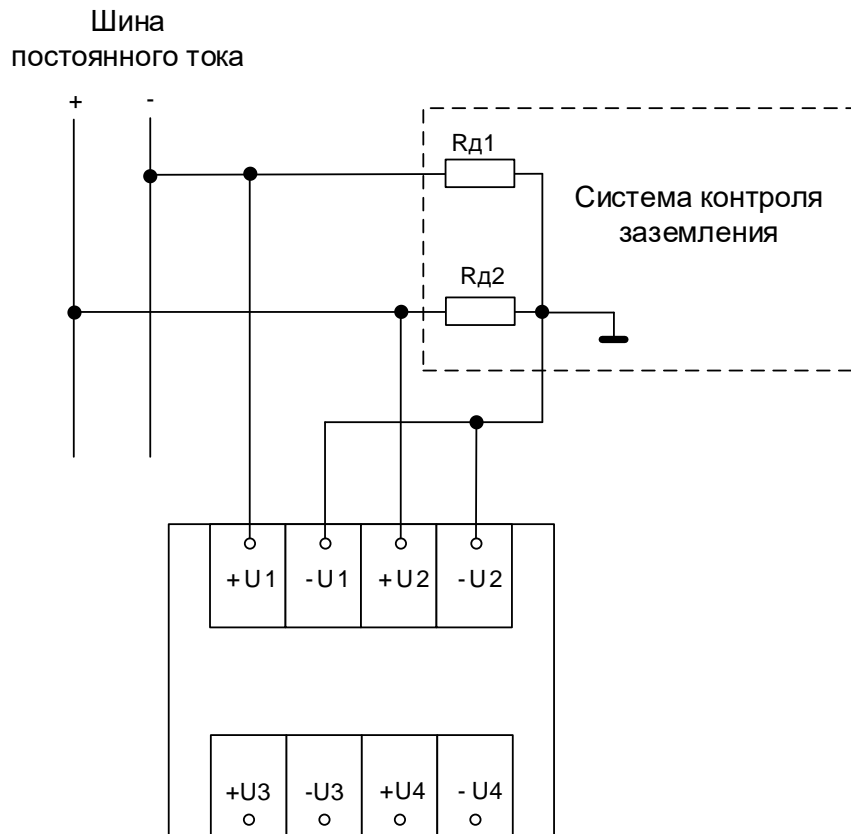 Шина
постоянного тока
+ -
Rд1
Система контроля
заземления
Rд2
+U1 -U1 +U2 -U2
+U3 -U3 +U4 -U4